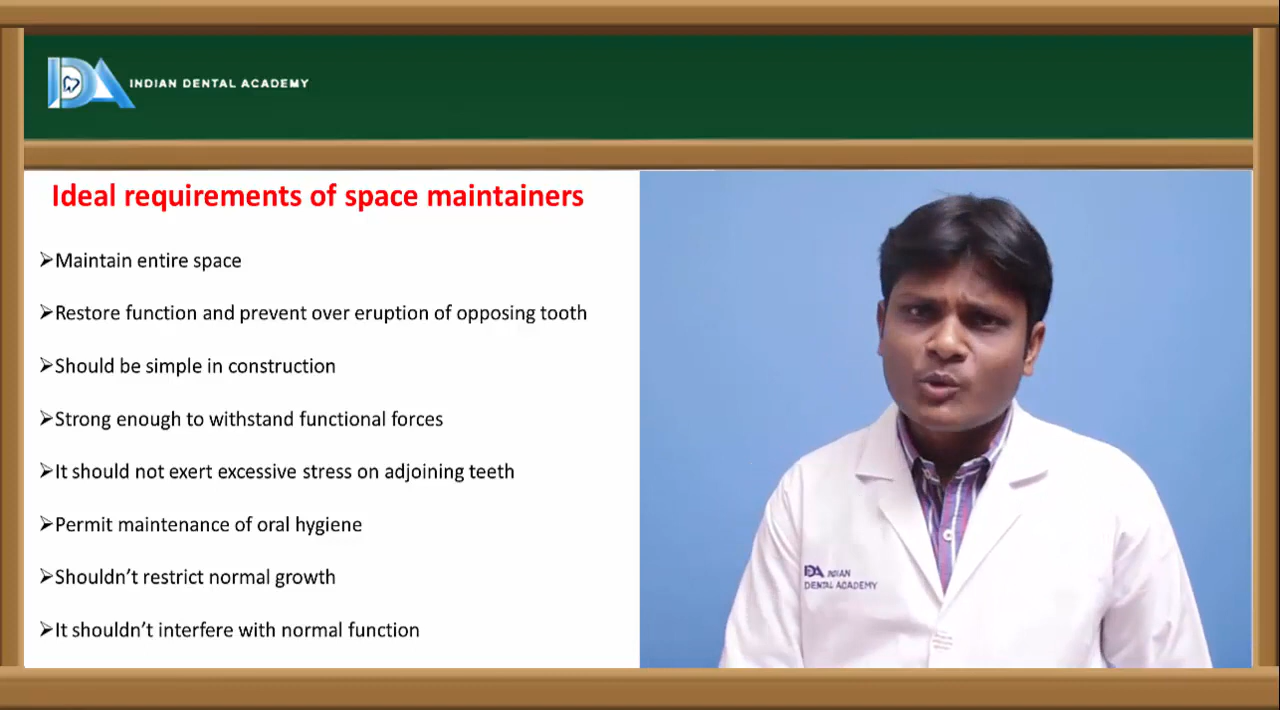 IDA INDIAN DENTAL ACADEMY
Ideal requirements of space maintainers
➢Maintain entire space
➢Restore function and prevent over eruption of opposing tooth
➢Should be simple in construction
➢Strong enough to withstand functional forces
➢It should not exert excessive stress on adjoining teeth
➢Permit maintenance of oral hygiene
➢Shouldn’t restrict normal growth
➢It shouldn’t interfere with normal function
IDA INDIAN
DENTAL ACADEMY